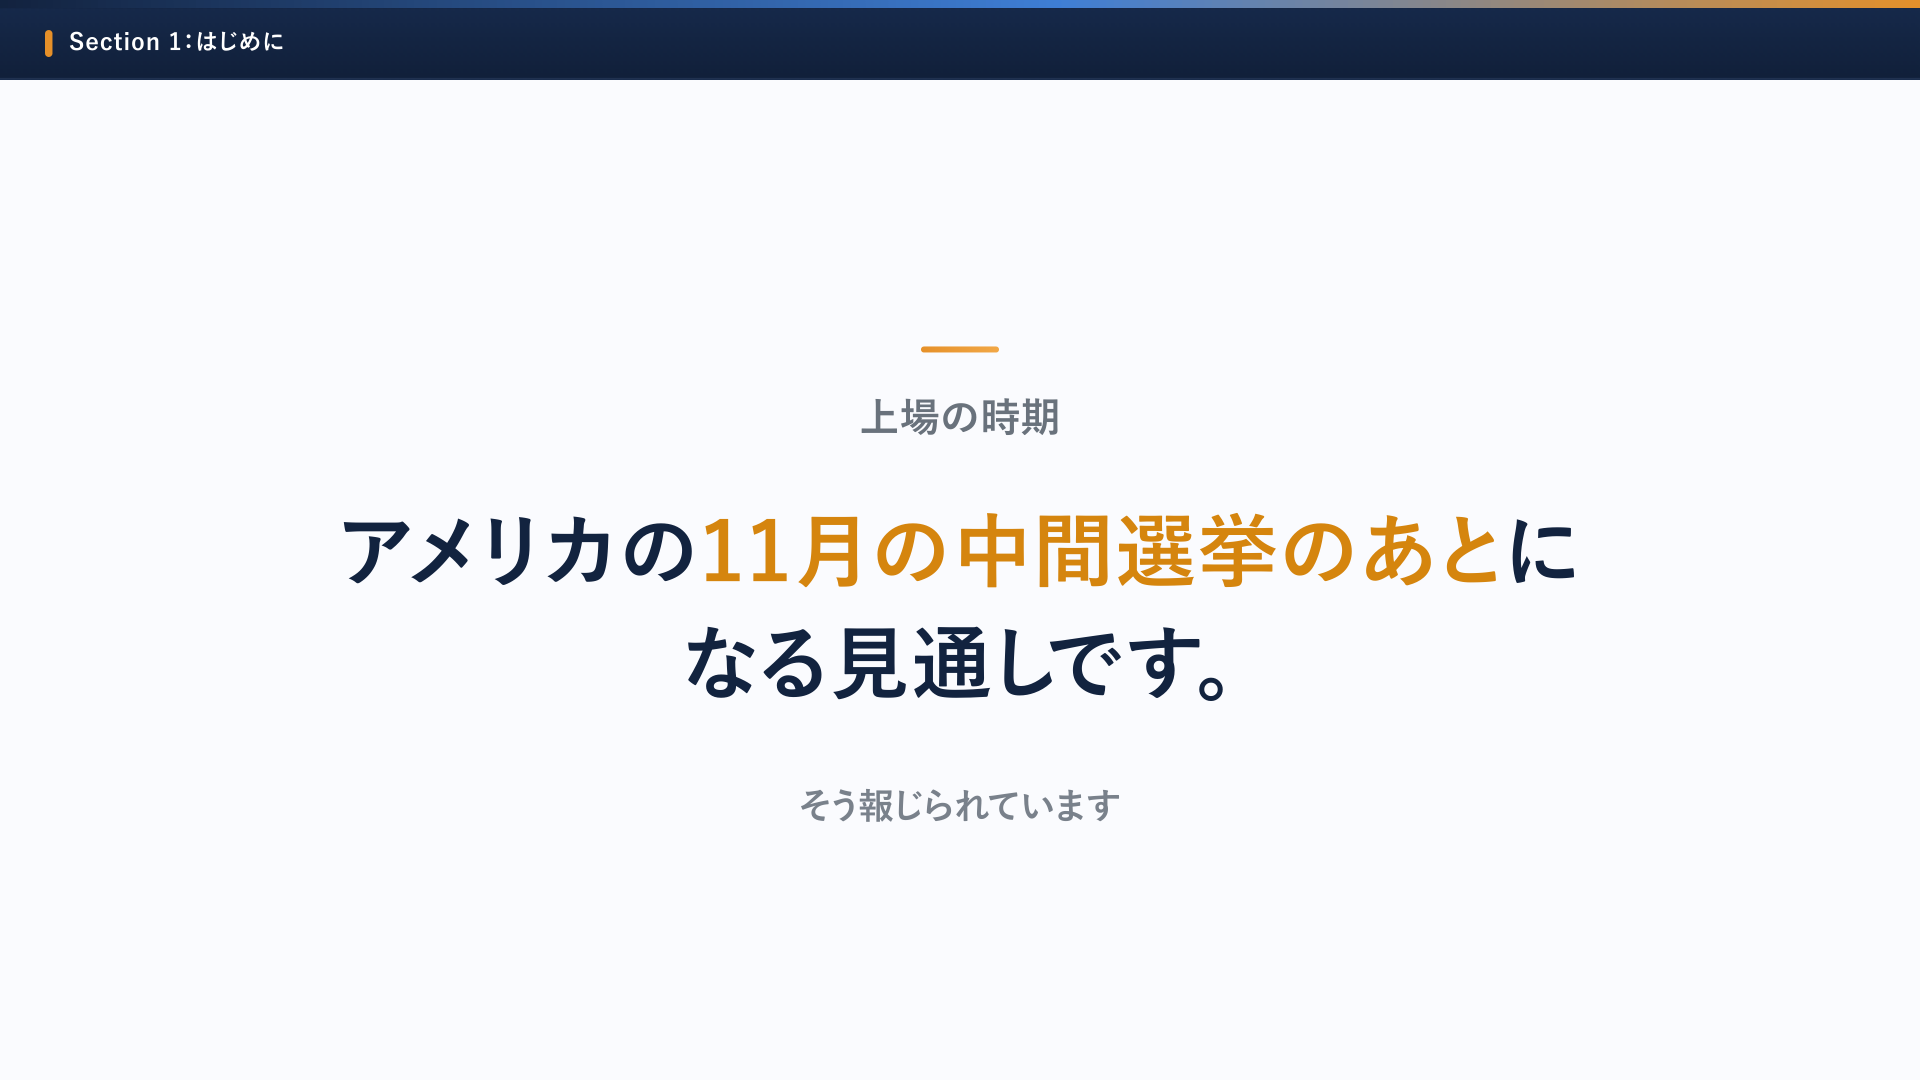 Section 1：はじめに
上場の時期
アメリカの11月の中間選挙のあとに
なる見通しです。
そう報じられています